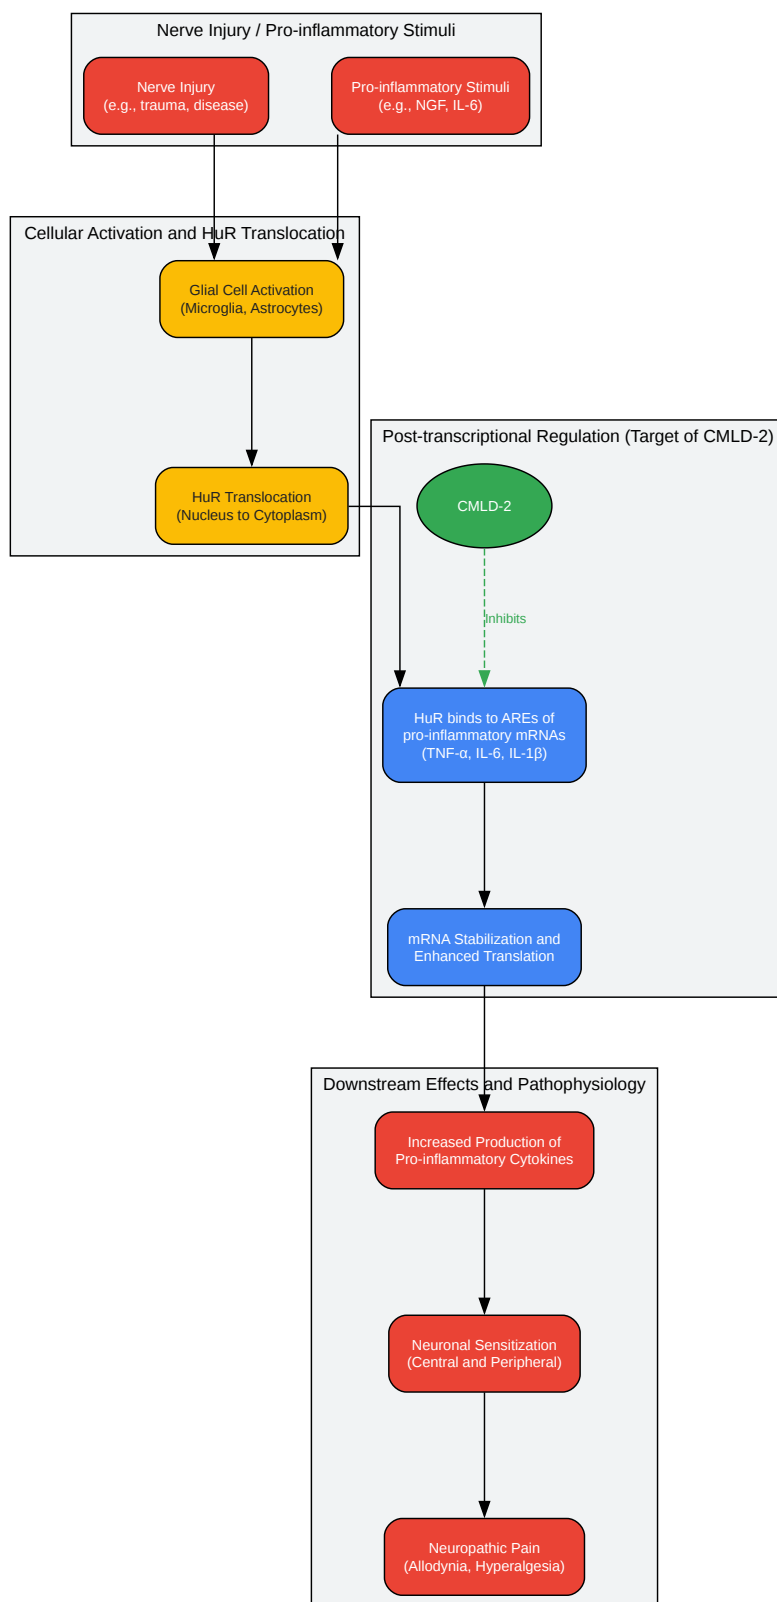 Nerve Injury / Pro-inflammatory Stimuli
Nerve Injury
(e.g., trauma, disease)
Pro-inflammatory Stimuli
(e.g., NGF, IL-6)
Cellular Activation and HuR Translocation
Glial Cell Activation
(Microglia, Astrocytes)
HuR Translocation
(Nucleus to Cytoplasm)
Post-transcriptional Regulation (Target of CMLD-2)
CMLD-2
Inhibits
HuR binds to AREs of
pro-inflammatory mRNAs
(TNF-α, IL-6, IL-1β)
mRNA Stabilization and
Enhanced Translation
Downstream Effects and Pathophysiology
Increased Production of
Pro-inflammatory Cytokines
Neuronal Sensitization
(Central and Peripheral)
Neuropathic Pain
(Allodynia, Hyperalgesia)